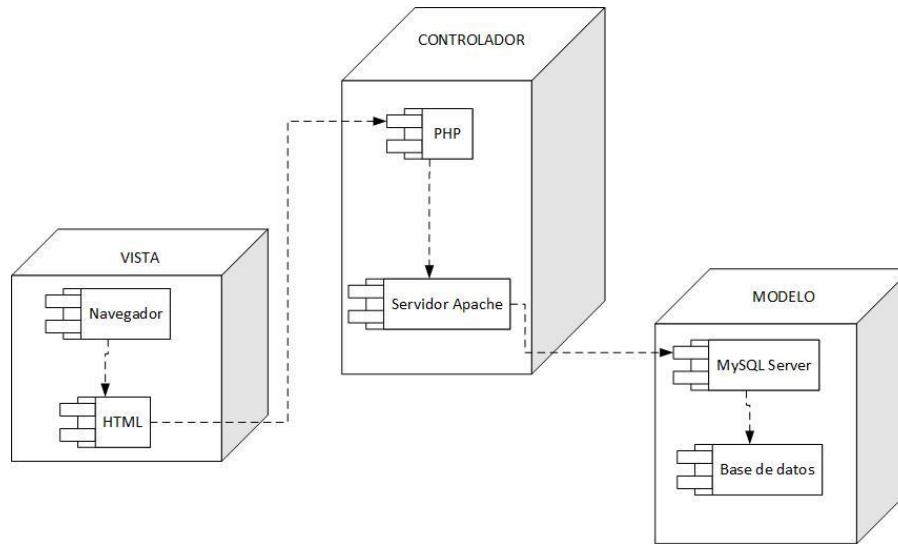 VISTA
Navegador
HTML
CONTROLADOR
PHP
Servidor Apache
MODELO
MySQL Server
Base de datos